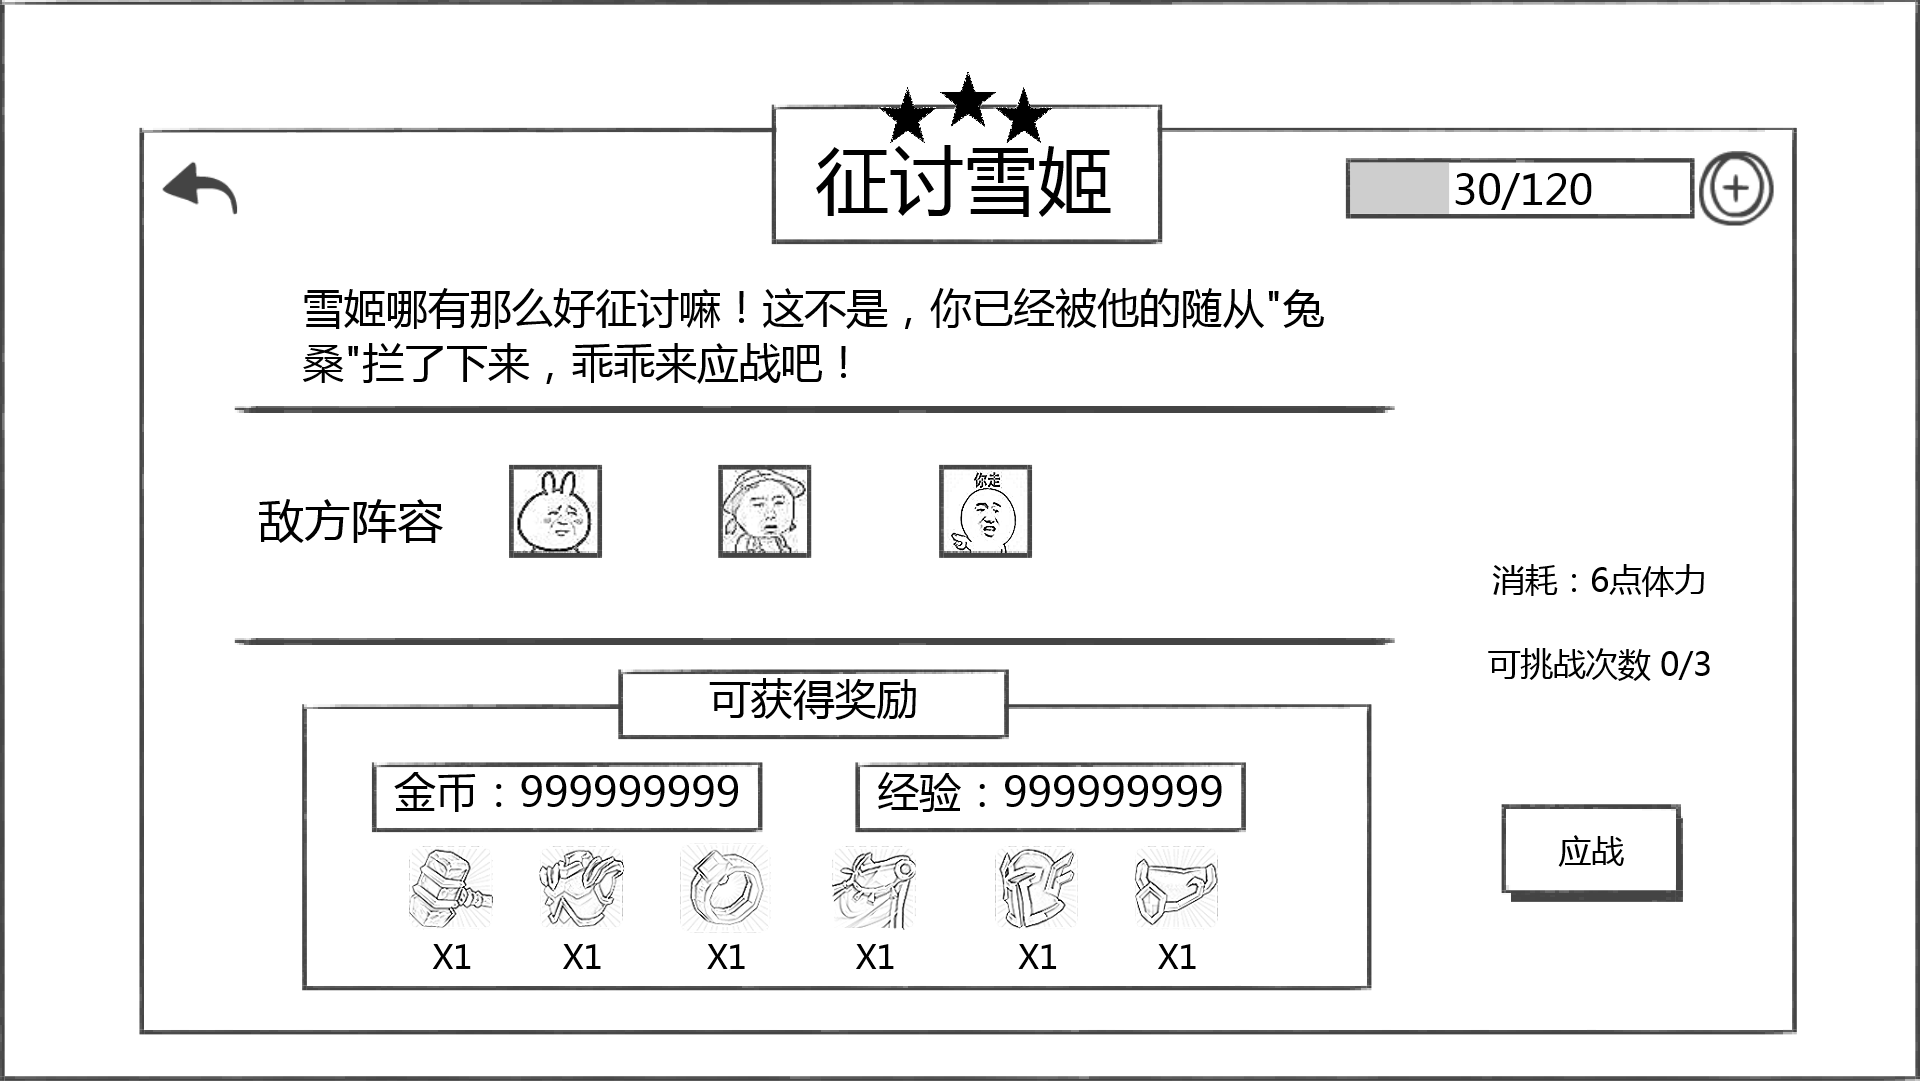 征讨雪姬
30/120
雪姬哪有那么好征讨嘛！这不是，你已经被他的随从"兔
桑"拦了下来，乖乖来应战吧！
敌方阵容
你走
消耗：6点体力
可挑战次数 0/3
可获得奖励
金币：999999999
经验：999999999
X1 X1 X1 X1 X1 X1
应战